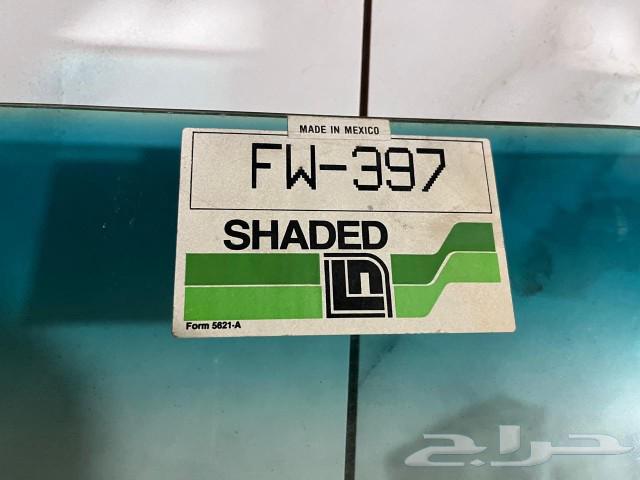 MADE IN MEXICO
FW-397
SHADED
LN
Form 5621-A
حراج